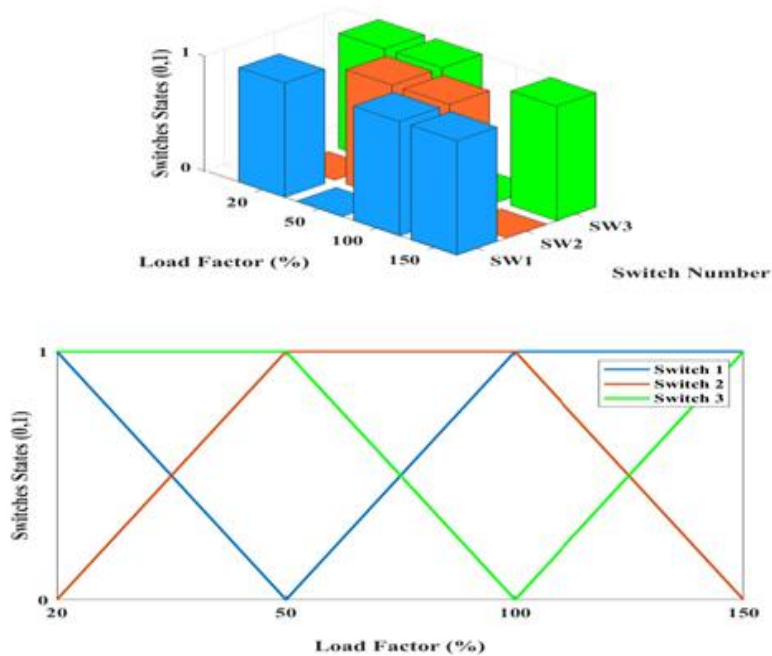 1
Switches States (0,1)
0
20
50
100
150
Load Factor (%)
SW1
SW2
SW3
Switch Number
1
Switches States (0,1)
0
Switch 1
Switch 2
Switch 3
20 50 100 150
Load Factor (%)